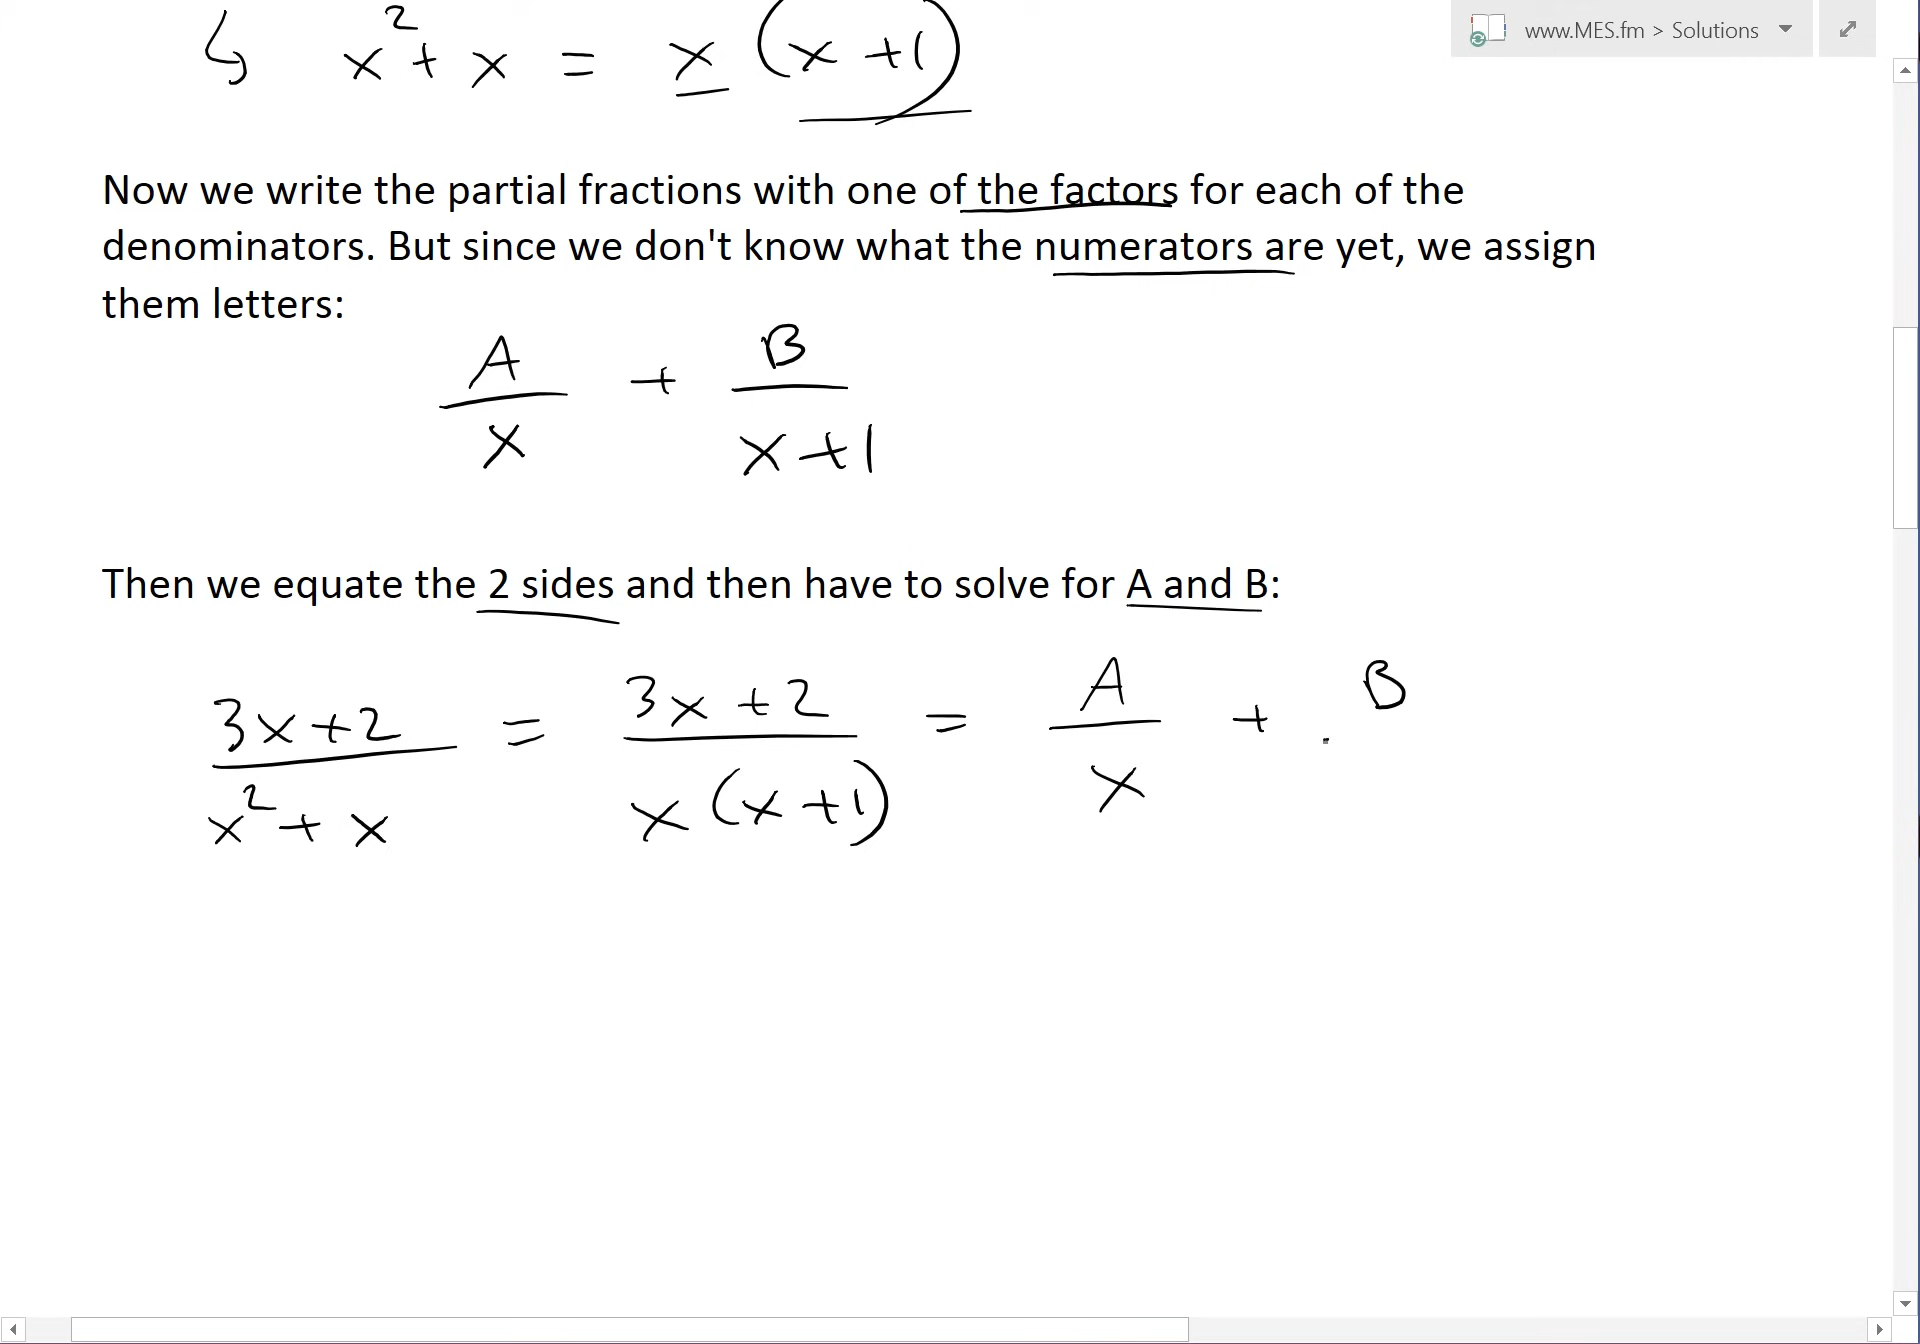 www.MES.fm > Solutions
↳ x² + x = x (x + 1)
Now we write the partial fractions with one of the factors for each of the
denominators. But since we don't know what the numerators are yet, we assign
them letters:
A/x + B/(x+1)
Then we equate the 2 sides and then have to solve for A and B:
(3x+2)/(x²+x) = (3x+2)/(x(x+1)) = A/x + B